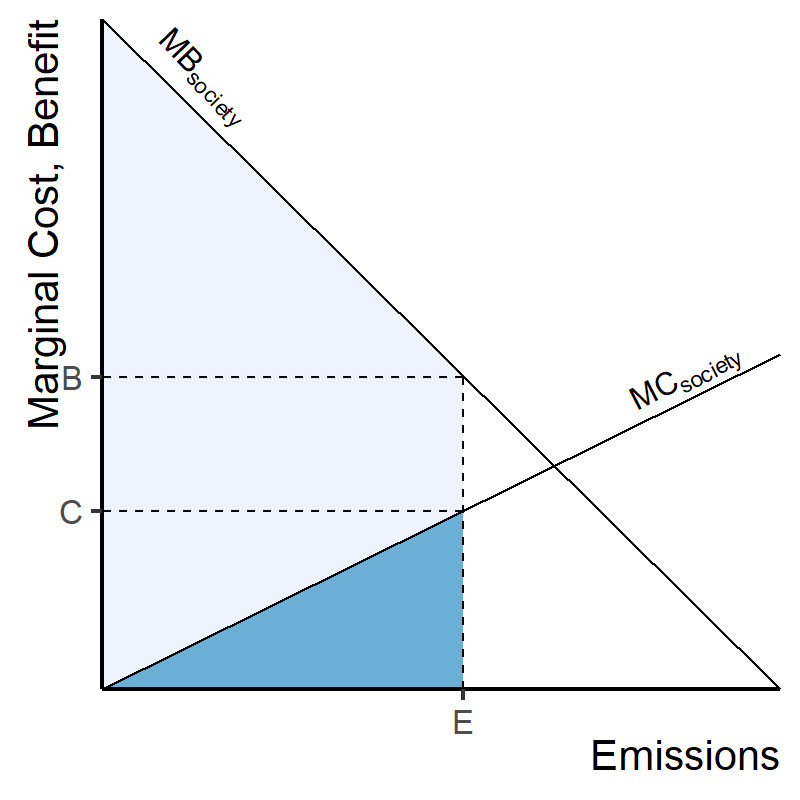 Marginal Cost, Benefit
MBsociety
B
MCsociety
C
E
Emissions